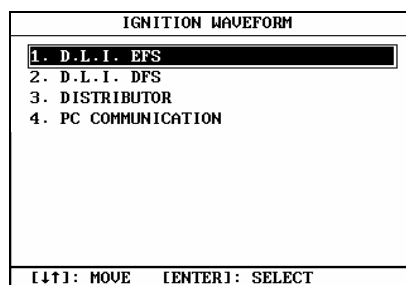 IGNITION WAVEFORM
1. D.L.I. EFS
2. D.L.I. DFS
3. DISTRIBUTOR
4. PC COMMUNICATION
[↓↑]: MOVE [ENTER]: SELECT